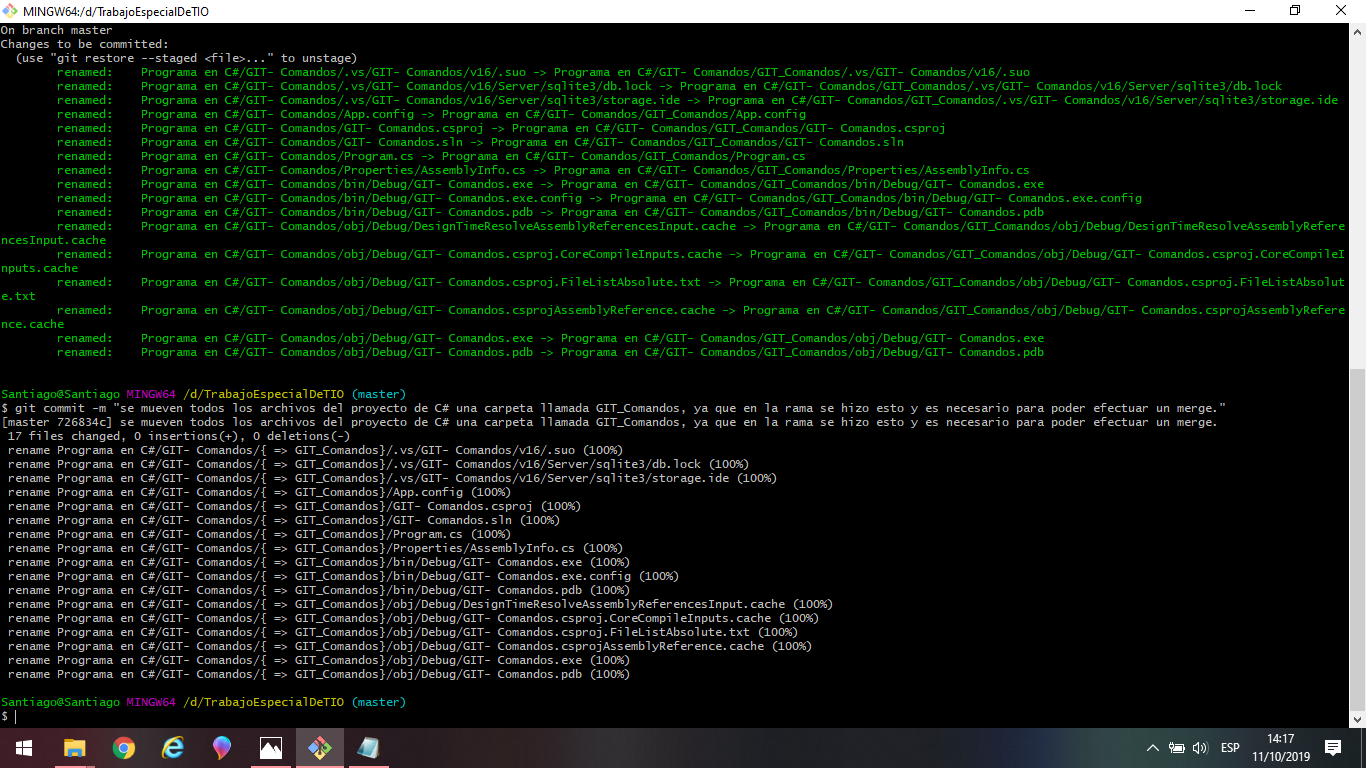 MINGW64:/d/TrabajoEspecialDeTIO
On branch master
Changes to be committed:
  (use "git restore --staged <file>..." to unstage)
        renamed:    Programa en C#/GIT- Comandos/.vs/GIT- Comandos/v16/.suo -> Programa en C#/GIT- Comandos/GIT_Comandos/.vs/GIT- Comandos/v16/.suo
        renamed:    Programa en C#/GIT- Comandos/.vs/GIT- Comandos/v16/Server/sqlite3/db.lock -> Programa en C#/GIT- Comandos/GIT_Comandos/.vs/GIT- Comandos/v16/Server/sqlite3/db.lock
        renamed:    Programa en C#/GIT- Comandos/.vs/GIT- Comandos/v16/Server/sqlite3/storage.ide -> Programa en C#/GIT- Comandos/GIT_Comandos/.vs/GIT- Comandos/v16/Server/sqlite3/storage.ide
        renamed:    Programa en C#/GIT- Comandos/App.config -> Programa en C#/GIT- Comandos/GIT_Comandos/App.config
        renamed:    Programa en C#/GIT- Comandos/GIT- Comandos.csproj -> Programa en C#/GIT- Comandos/GIT_Comandos/GIT- Comandos.csproj
        renamed:    Programa en C#/GIT- Comandos/GIT- Comandos.sln -> Programa en C#/GIT- Comandos/GIT_Comandos/GIT- Comandos.sln
        renamed:    Programa en C#/GIT- Comandos/Program.cs -> Programa en C#/GIT- Comandos/GIT_Comandos/Program.cs
        renamed:    Programa en C#/GIT- Comandos/Properties/AssemblyInfo.cs -> Programa en C#/GIT- Comandos/GIT_Comandos/Properties/AssemblyInfo.cs
        renamed:    Programa en C#/GIT- Comandos/bin/Debug/GIT- Comandos.exe -> Programa en C#/GIT- Comandos/GIT_Comandos/bin/Debug/GIT- Comandos.exe
        renamed:    Programa en C#/GIT- Comandos/bin/Debug/GIT- Comandos.exe.config -> Programa en C#/GIT- Comandos/GIT_Comandos/bin/Debug/GIT- Comandos.exe.config
        renamed:    Programa en C#/GIT- Comandos/bin/Debug/GIT- Comandos.pdb -> Programa en C#/GIT- Comandos/GIT_Comandos/bin/Debug/GIT- Comandos.pdb
        renamed:    Programa en C#/GIT- Comandos/obj/Debug/DesignTimeResolveAssemblyReferencesInput.cache -> Programa en C#/GIT- Comandos/GIT_Comandos/obj/Debug/DesignTimeResolveAssemblyRefere
ncesInput.cache
        renamed:    Programa en C#/GIT- Comandos/obj/Debug/GIT- Comandos.csproj.CoreCompileInputs.cache -> Programa en C#/GIT- Comandos/GIT_Comandos/obj/Debug/GIT- Comandos.csproj.CoreCompileI
nputs.cache
        renamed:    Programa en C#/GIT- Comandos/obj/Debug/GIT- Comandos.csproj.FileListAbsolute.txt -> Programa en C#/GIT- Comandos/GIT_Comandos/obj/Debug/GIT- Comandos.csproj.FileListAbsolut
e.txt
        renamed:    Programa en C#/GIT- Comandos/obj/Debug/GIT- Comandos.csprojAssemblyReference.cache -> Programa en C#/GIT- Comandos/GIT_Comandos/obj/Debug/GIT- Comandos.csprojAssemblyRefere
nce.cache
        renamed:    Programa en C#/GIT- Comandos/obj/Debug/GIT- Comandos.exe -> Programa en C#/GIT- Comandos/GIT_Comandos/obj/Debug/GIT- Comandos.exe
        renamed:    Programa en C#/GIT- Comandos/obj/Debug/GIT- Comandos.pdb -> Programa en C#/GIT- Comandos/GIT_Comandos/obj/Debug/GIT- Comandos.pdb
Santiago@Santiago MINGW64 /d/TrabajoEspecialDeTIO (master)
$ git commit -m "se mueven todos los archivos del proyecto de C# una carpeta llamada GIT_Comandos, ya que en la rama se hizo esto y es necesario para poder efectuar un merge."
[master 726834c] se mueven todos los archivos del proyecto de C# una carpeta llamada GIT_Comandos, ya que en la rama se hizo esto y es necesario para poder efectuar un merge.
 17 files changed, 0 insertions(+), 0 deletions(-)
 rename Programa en C#/GIT- Comandos/{ => GIT_Comandos}/.vs/GIT- Comandos/v16/.suo (100%)
 rename Programa en C#/GIT- Comandos/{ => GIT_Comandos}/.vs/GIT- Comandos/v16/Server/sqlite3/db.lock (100%)
 rename Programa en C#/GIT- Comandos/{ => GIT_Comandos}/.vs/GIT- Comandos/v16/Server/sqlite3/storage.ide (100%)
 rename Programa en C#/GIT- Comandos/{ => GIT_Comandos}/App.config (100%)
 rename Programa en C#/GIT- Comandos/{ => GIT_Comandos}/GIT- Comandos.csproj (100%)
 rename Programa en C#/GIT- Comandos/{ => GIT_Comandos}/GIT- Comandos.sln (100%)
 rename Programa en C#/GIT- Comandos/{ => GIT_Comandos}/Program.cs (100%)
 rename Programa en C#/GIT- Comandos/{ => GIT_Comandos}/Properties/AssemblyInfo.cs (100%)
 rename Programa en C#/GIT- Comandos/{ => GIT_Comandos}/bin/Debug/GIT- Comandos.exe (100%)
 rename Programa en C#/GIT- Comandos/{ => GIT_Comandos}/bin/Debug/GIT- Comandos.exe.config (100%)
 rename Programa en C#/GIT- Comandos/{ => GIT_Comandos}/bin/Debug/GIT- Comandos.pdb (100%)
 rename Programa en C#/GIT- Comandos/{ => GIT_Comandos}/obj/Debug/DesignTimeResolveAssemblyReferencesInput.cache (100%)
 rename Programa en C#/GIT- Comandos/{ => GIT_Comandos}/obj/Debug/GIT- Comandos.csproj.CoreCompileInputs.cache (100%)
 rename Programa en C#/GIT- Comandos/{ => GIT_Comandos}/obj/Debug/GIT- Comandos.csproj.FileListAbsolute.txt (100%)
 rename Programa en C#/GIT- Comandos/{ => GIT_Comandos}/obj/Debug/GIT- Comandos.csprojAssemblyReference.cache (100%)
 rename Programa en C#/GIT- Comandos/{ => GIT_Comandos}/obj/Debug/GIT- Comandos.exe (100%)
 rename Programa en C#/GIT- Comandos/{ => GIT_Comandos}/obj/Debug/GIT- Comandos.pdb (100%)
Santiago@Santiago MINGW64 /d/TrabajoEspecialDeTIO (master)
$
ESP
14:17
11/10/2019